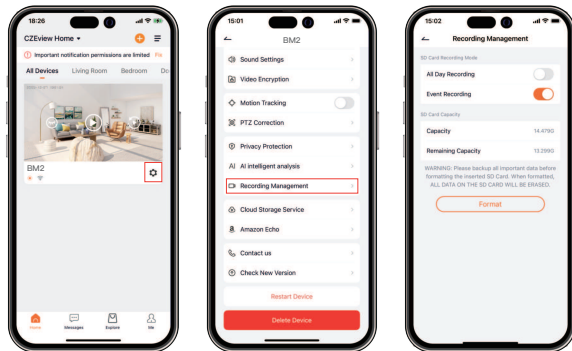 18:26
CZEview Home
Important notification permissions are limited Fix
All Devices Living Room Bedroom Do
BM2
Home Messages Explore Me
15:01
BM2
Sound Settings
Video Encryption
Motion Tracking
PTZ Correction
Privacy Protection
AI AI intelligent analysis
Recording Management
Cloud Storage Service
Amazon Echo
Contact us
Check New Version
Restart Device
Delete Device
15:02
Recording Management
SD Card Recording Mode
All Day Recording
Event Recording
SD Card Capacity
Capacity 14.479G
Remaining Capacity 13.299G
WARNING: Please backup all important data before
formatting the inserted SD Card. When formatted,
ALL DATA ON THE SD CARD WILL BE ERASED.
Format